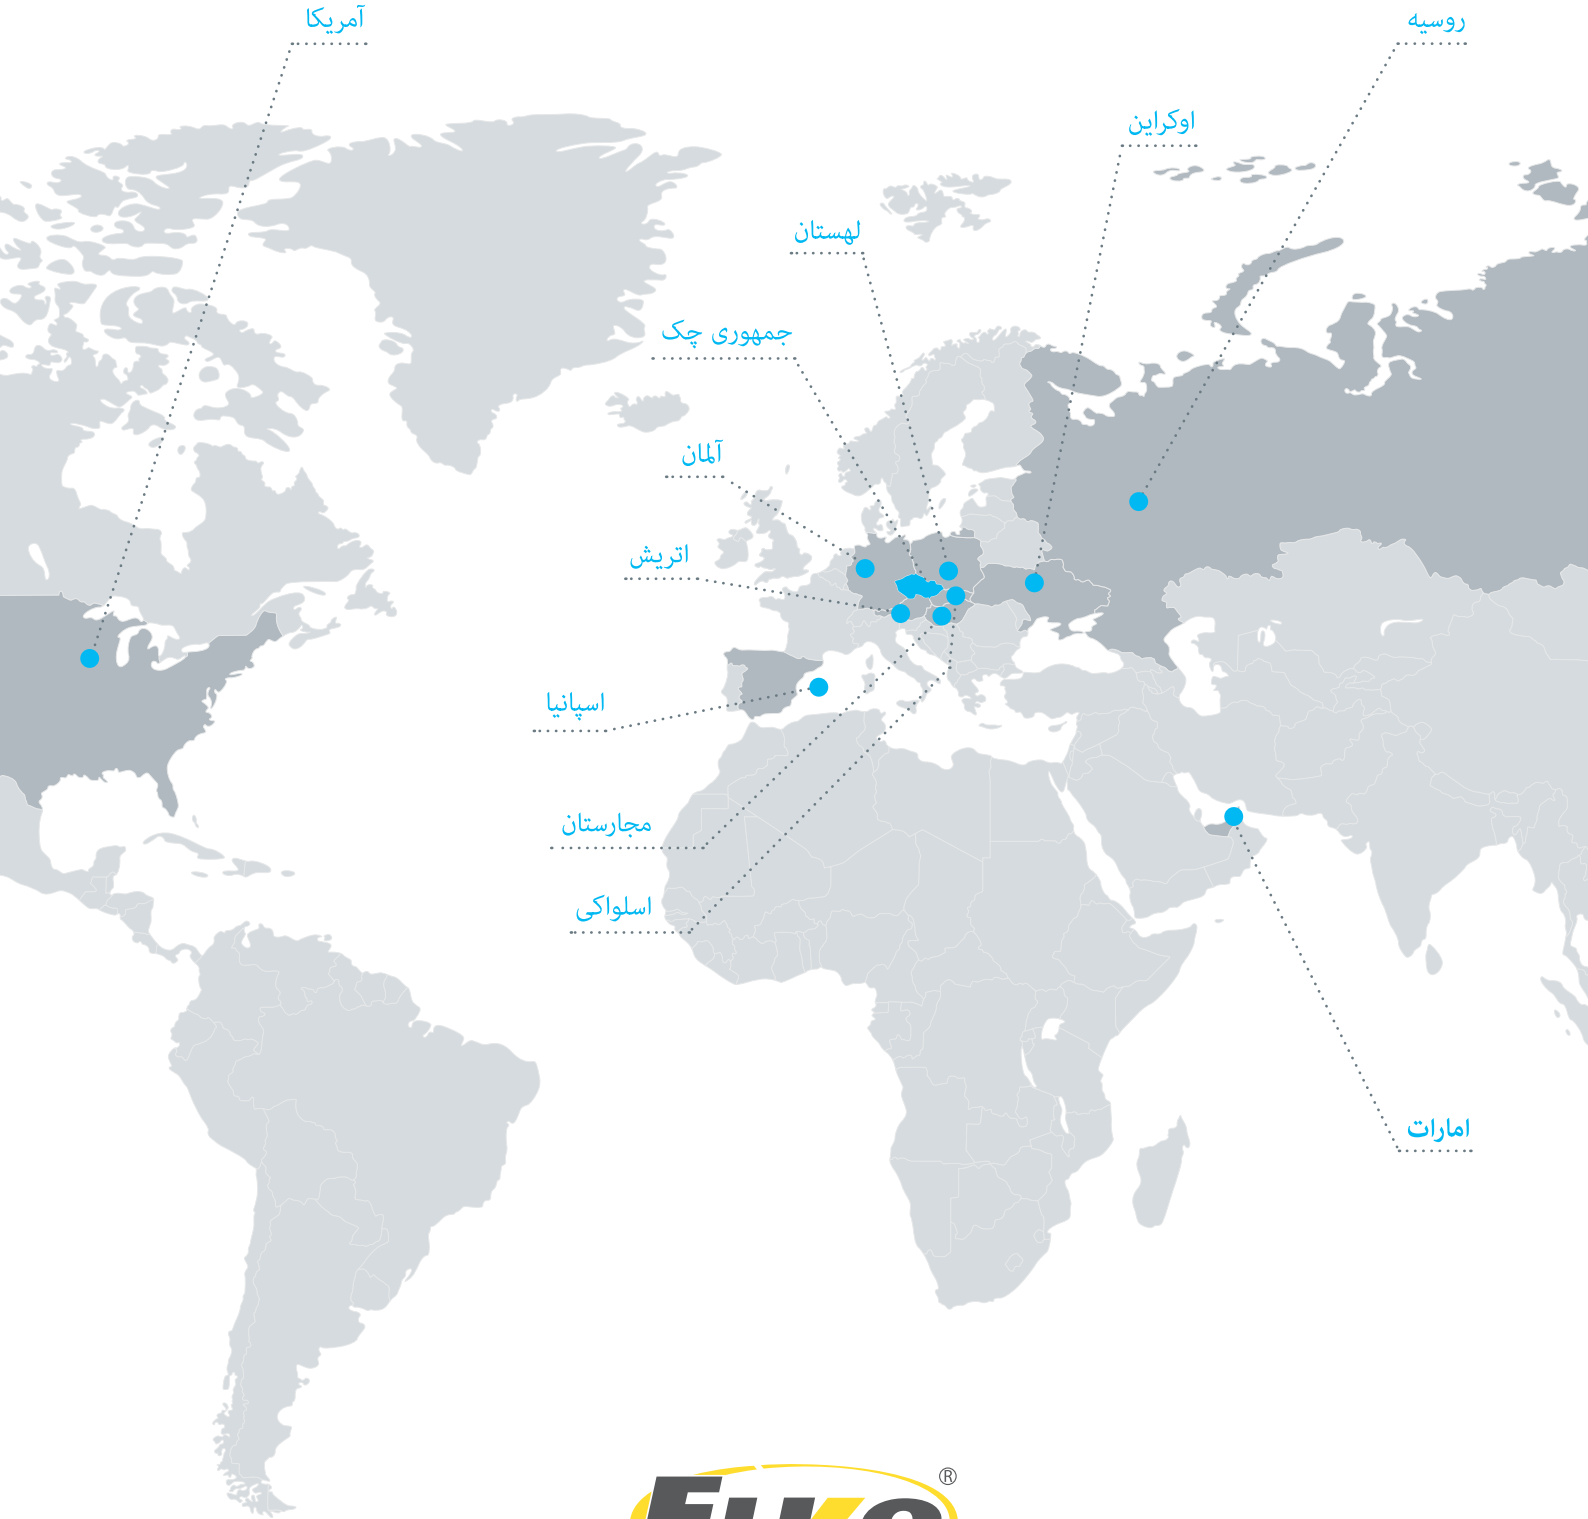 آمریکا
روسیه
اوکراین
لهستان
جمهوری چک
آلمان
اتریش
اسپانیا
مجارستان
اسلواکی
امارات
®